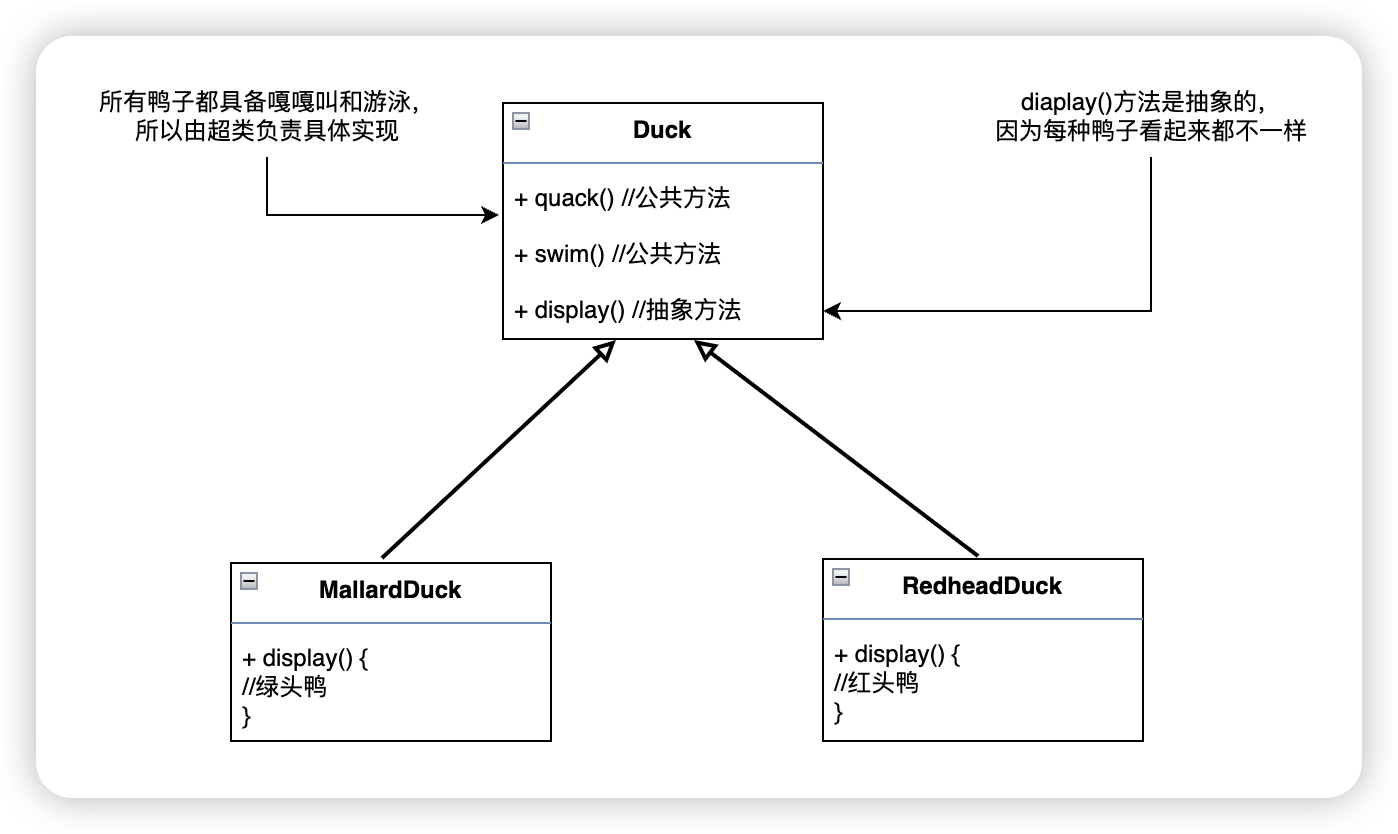 所有鸭子都具备嘎嘎叫和游泳，
所以由超类负责具体实现
diaplay()方法是抽象的，
因为每种鸭子看起来都不一样
Duck
+ quack() //公共方法
+ swim() //公共方法
+ display() //抽象方法
MallardDuck
+ display() {
//绿头鸭
}
RedheadDuck
+ display() {
//红头鸭
}